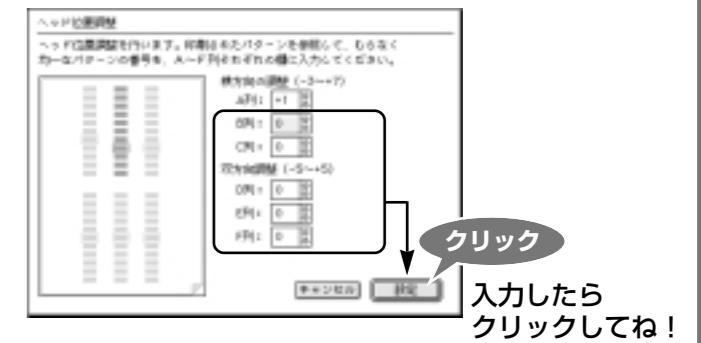 ヘッド位置調整
ヘッド位置調整を行います。印刷されたパターンを参照して、むらなく
均一なパターンの番号を、A〜F列それぞれの欄に入力してください。
横方向の調整 (-3〜+7)
A列: +1
B列: 0
C列: 0
双方向調整 (-5〜+5)
D列: 0
E列: 0
F列: 0
クリック
キャンセル 設定
入力したら
クリックしてね！